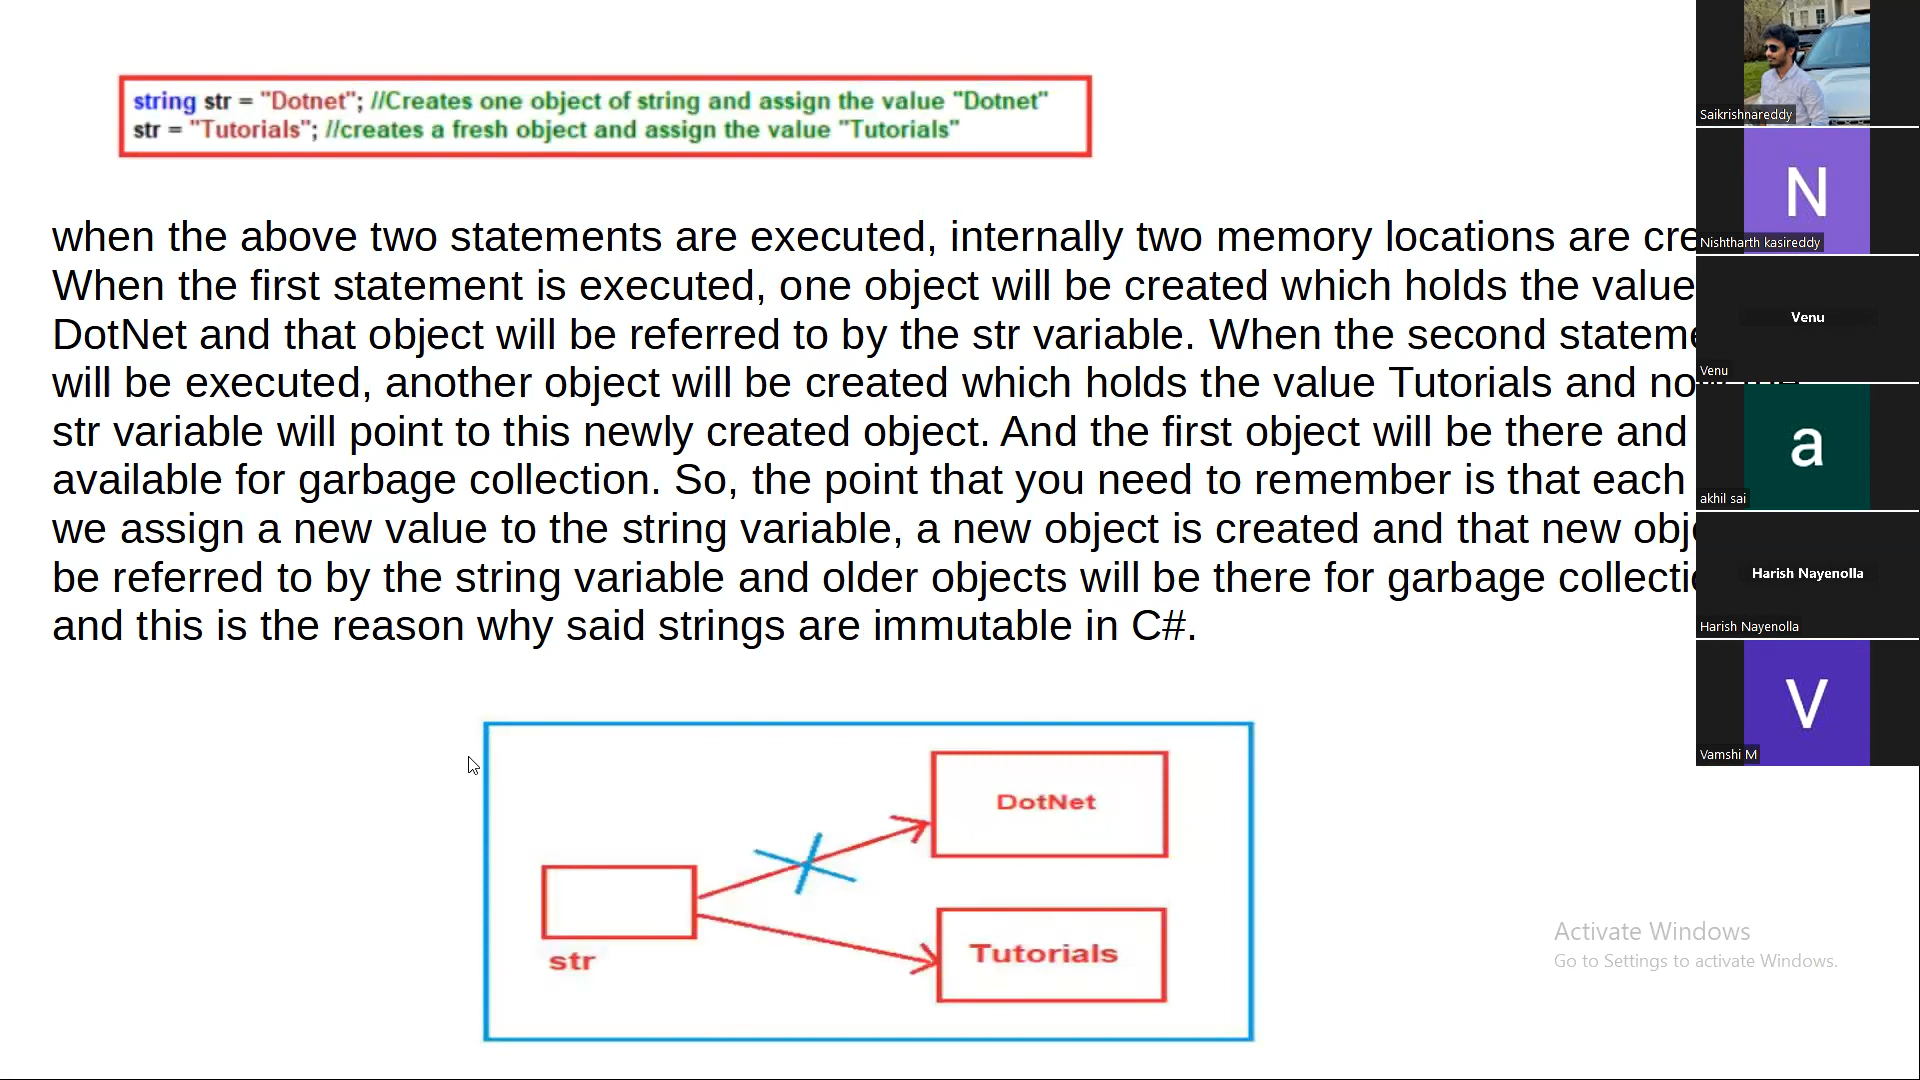 string str = "Dotnet"; //Creates one object of string and assign the value "Dotnet"
str = "Tutorials"; //creates a fresh object and assign the value "Tutorials"
when the above two statements are executed, internally two memory locations are
When the first statement is executed, one object will be created which holds the value
DotNet and that object will be referred to by the str variable. When the second
will be executed, another object will be created which holds the value Tutorials and
str variable will point to this newly created object. And the first object will be there and
available for garbage collection. So, the point that you need to remember is that each
we assign a new value to the string variable, a new object is created and that new
be referred to by the string variable and older objects will be there for garbage
and this is the reason why said strings are immutable in C#.
DotNet
str
Tutorials
Saikrishnareddy
N
Nishtharth kasireddy
Venu
Venu
a
akhil sai
Harish Nayenolla
Harish Nayenolla
V
Vamshi M
Activate Windows
Go to Settings to activate Windows.